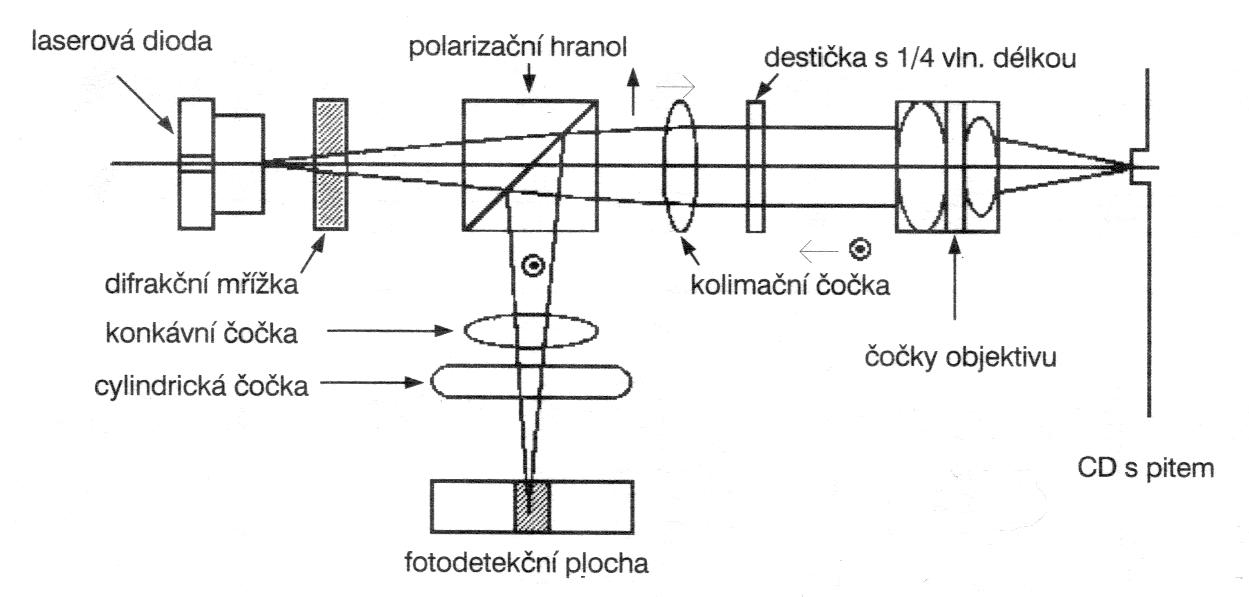 laserová dioda
polarizační hranol
destička s 1/4 vln. délkou
difrakční mřížka
kolimační čočka
konkávní čočka
čočky objektivu
cylindrická čočka
CD s pitem
fotodetekční plocha